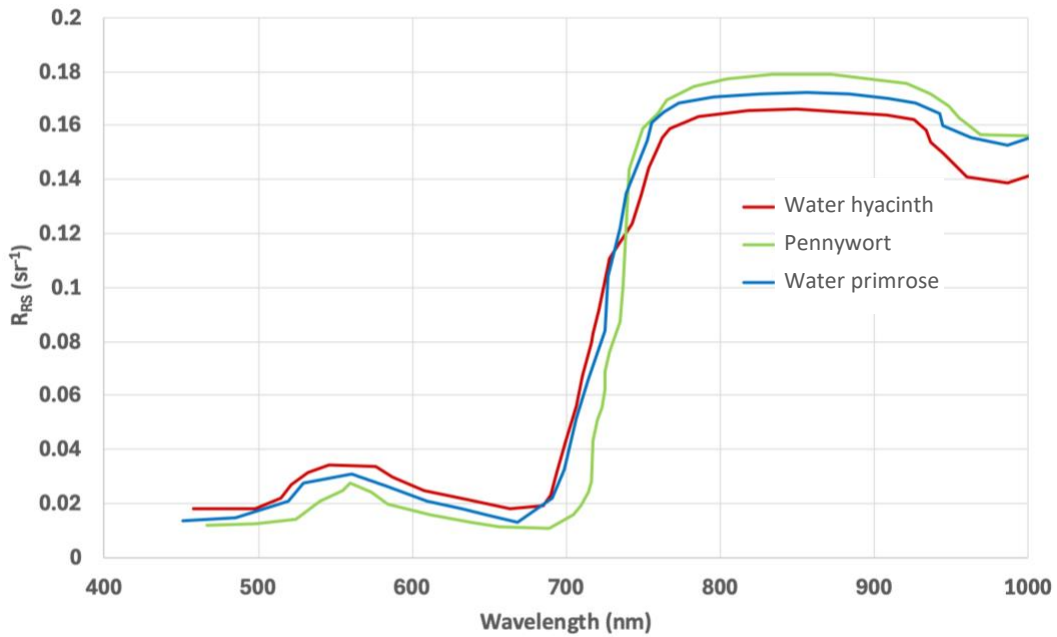 0.2
0.18
0.16
0.14
0.12
0.1
0.08
0.06
0.04
0.02
0
R_RS (sr⁻¹)
Water hyacinth
Pennywort
Water primrose
400 500 600 700 800 900 1000
Wavelength (nm)